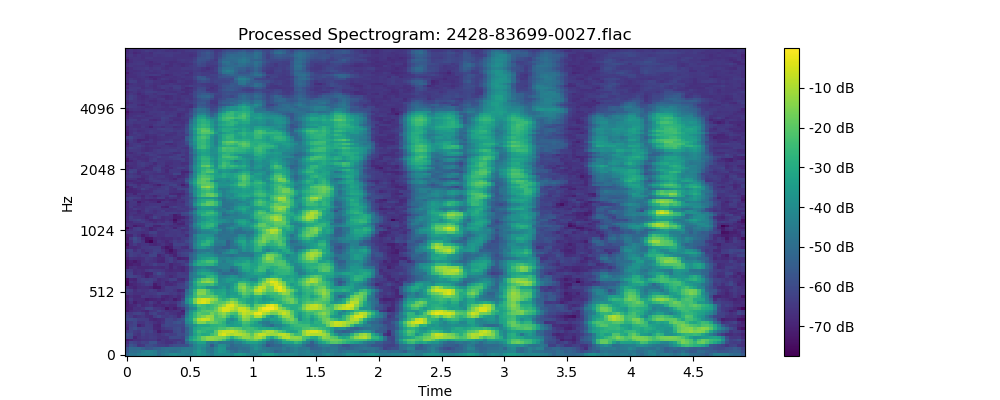 Processed Spectrogram: 2428-83699-0027.flac
4096
2048
1024
512
0
Hz
0
0.5
1
1.5
2
2.5
3
3.5
4
4.5
Time
-10 dB
-20 dB
-30 dB
-40 dB
-50 dB
-60 dB
-70 dB